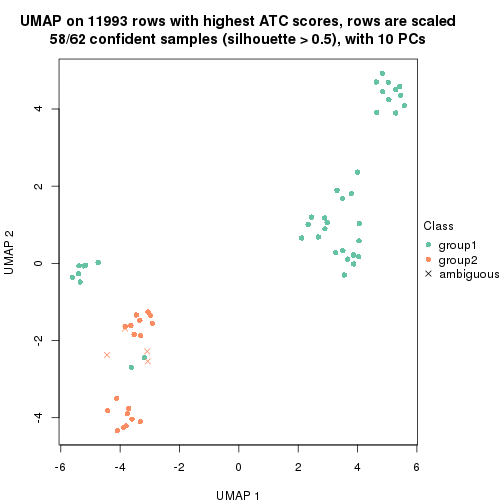 UMAP on 11993 rows with highest ATC scores, rows are scaled
58/62 confident samples (silhouette > 0.5), with 10 PCs
4
2
0
-2
-4
UMAP 2
-6
-4
-2
0
2
4
6
UMAP 1
Class
group1
group2
ambiguous